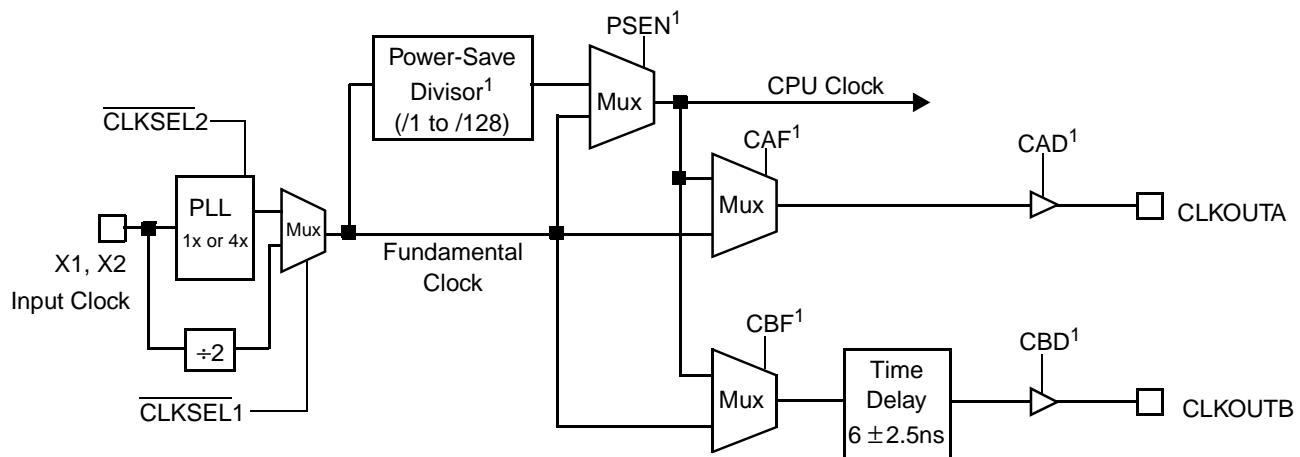 PSEN¹
Power-Save
Divisor¹
(/1 to /128)
Mux
CPU Clock
CLKSEL2
CAF¹
CAD¹
PLL
1x or 4x
Mux
Mux
CLKOUTA
X1, X2
Input Clock
Fundamental
Clock
÷2
CBF¹
CBD¹
Time
Delay
6 ±2.5ns
Mux
CLKOUTB
CLKSEL1